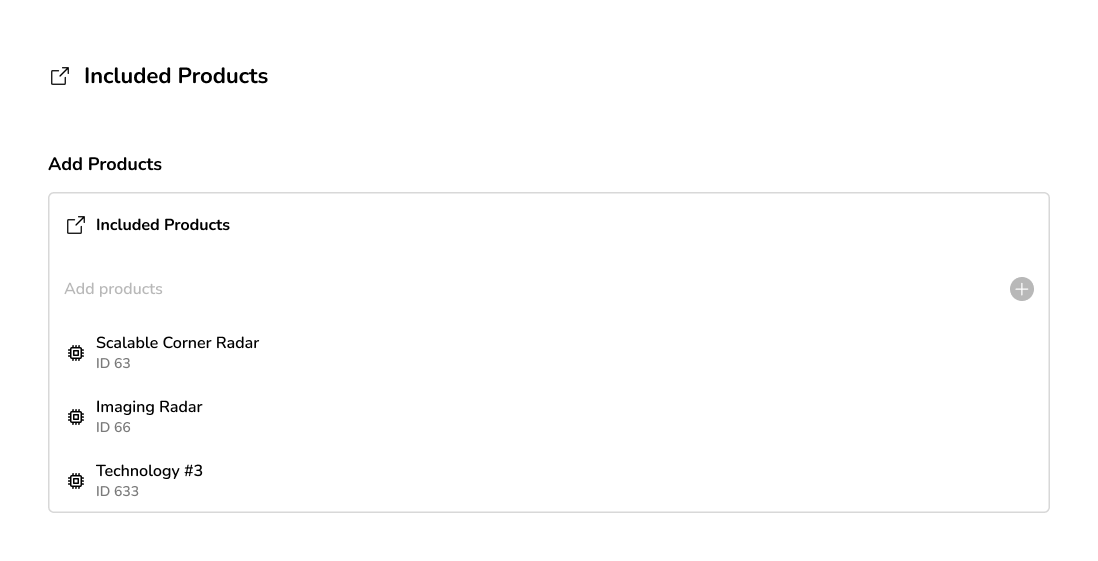 Included Products
Add Products
Included Products
Add products
Scalable Corner Radar
ID 63
Imaging Radar
ID 66
Technology #3
ID 633